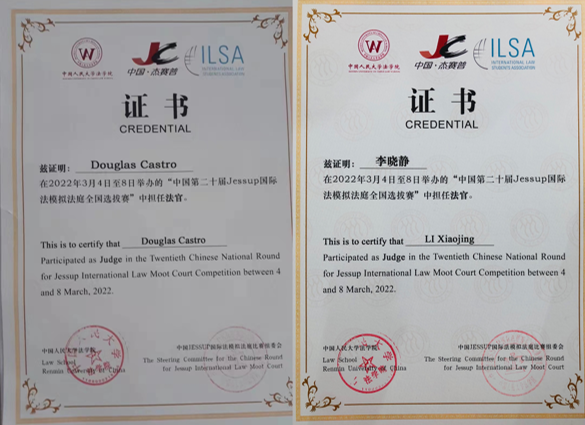 中国人民大学法学院
JC
中国·杰赛普
ILSA
INTERNATIONAL LAW
STUDENTS ASSOCIATION
证书
CREDENTIAL
兹证明: Douglas Castro
在2022年3月4日至8日举办的“中国第二十届Jessup国际
法模拟法庭全国选拔赛”中担任法官。
This is to certify that Douglas Castro
Participated as Judge in the Twentieth Chinese National Round
for Jessup International Law Moot Court Competition between 4
and 8 March, 2022.
中国人民大学法学院
Law School
Renmin University of China
中国JESSUP国际法模拟法庭比赛组委会
The Steering Committee for the Chinese Round
for Jessup International Law Moot Court
中国人民大学法学院
JC
中国·杰赛普
ILSA
INTERNATIONAL LAW
STUDENTS ASSOCIATION
证书
CREDENTIAL
兹证明: 李晓静
在2022年3月4日至8日举办的“中国第二十届Jessup国际
法模拟法庭全国选拔赛”中担任法官。
This is to certify that LI Xiaojing
Participated as Judge in the Twentieth Chinese National Round
for Jessup International Law Moot Court Competition between 4
and 8 March, 2022.
中国人民大学法学院
Law School
Renmin University of China
中国JESSUP国际法模拟法庭比赛组委会
The Steering Committee for the Chinese Round
for Jessup International Law Moot Court